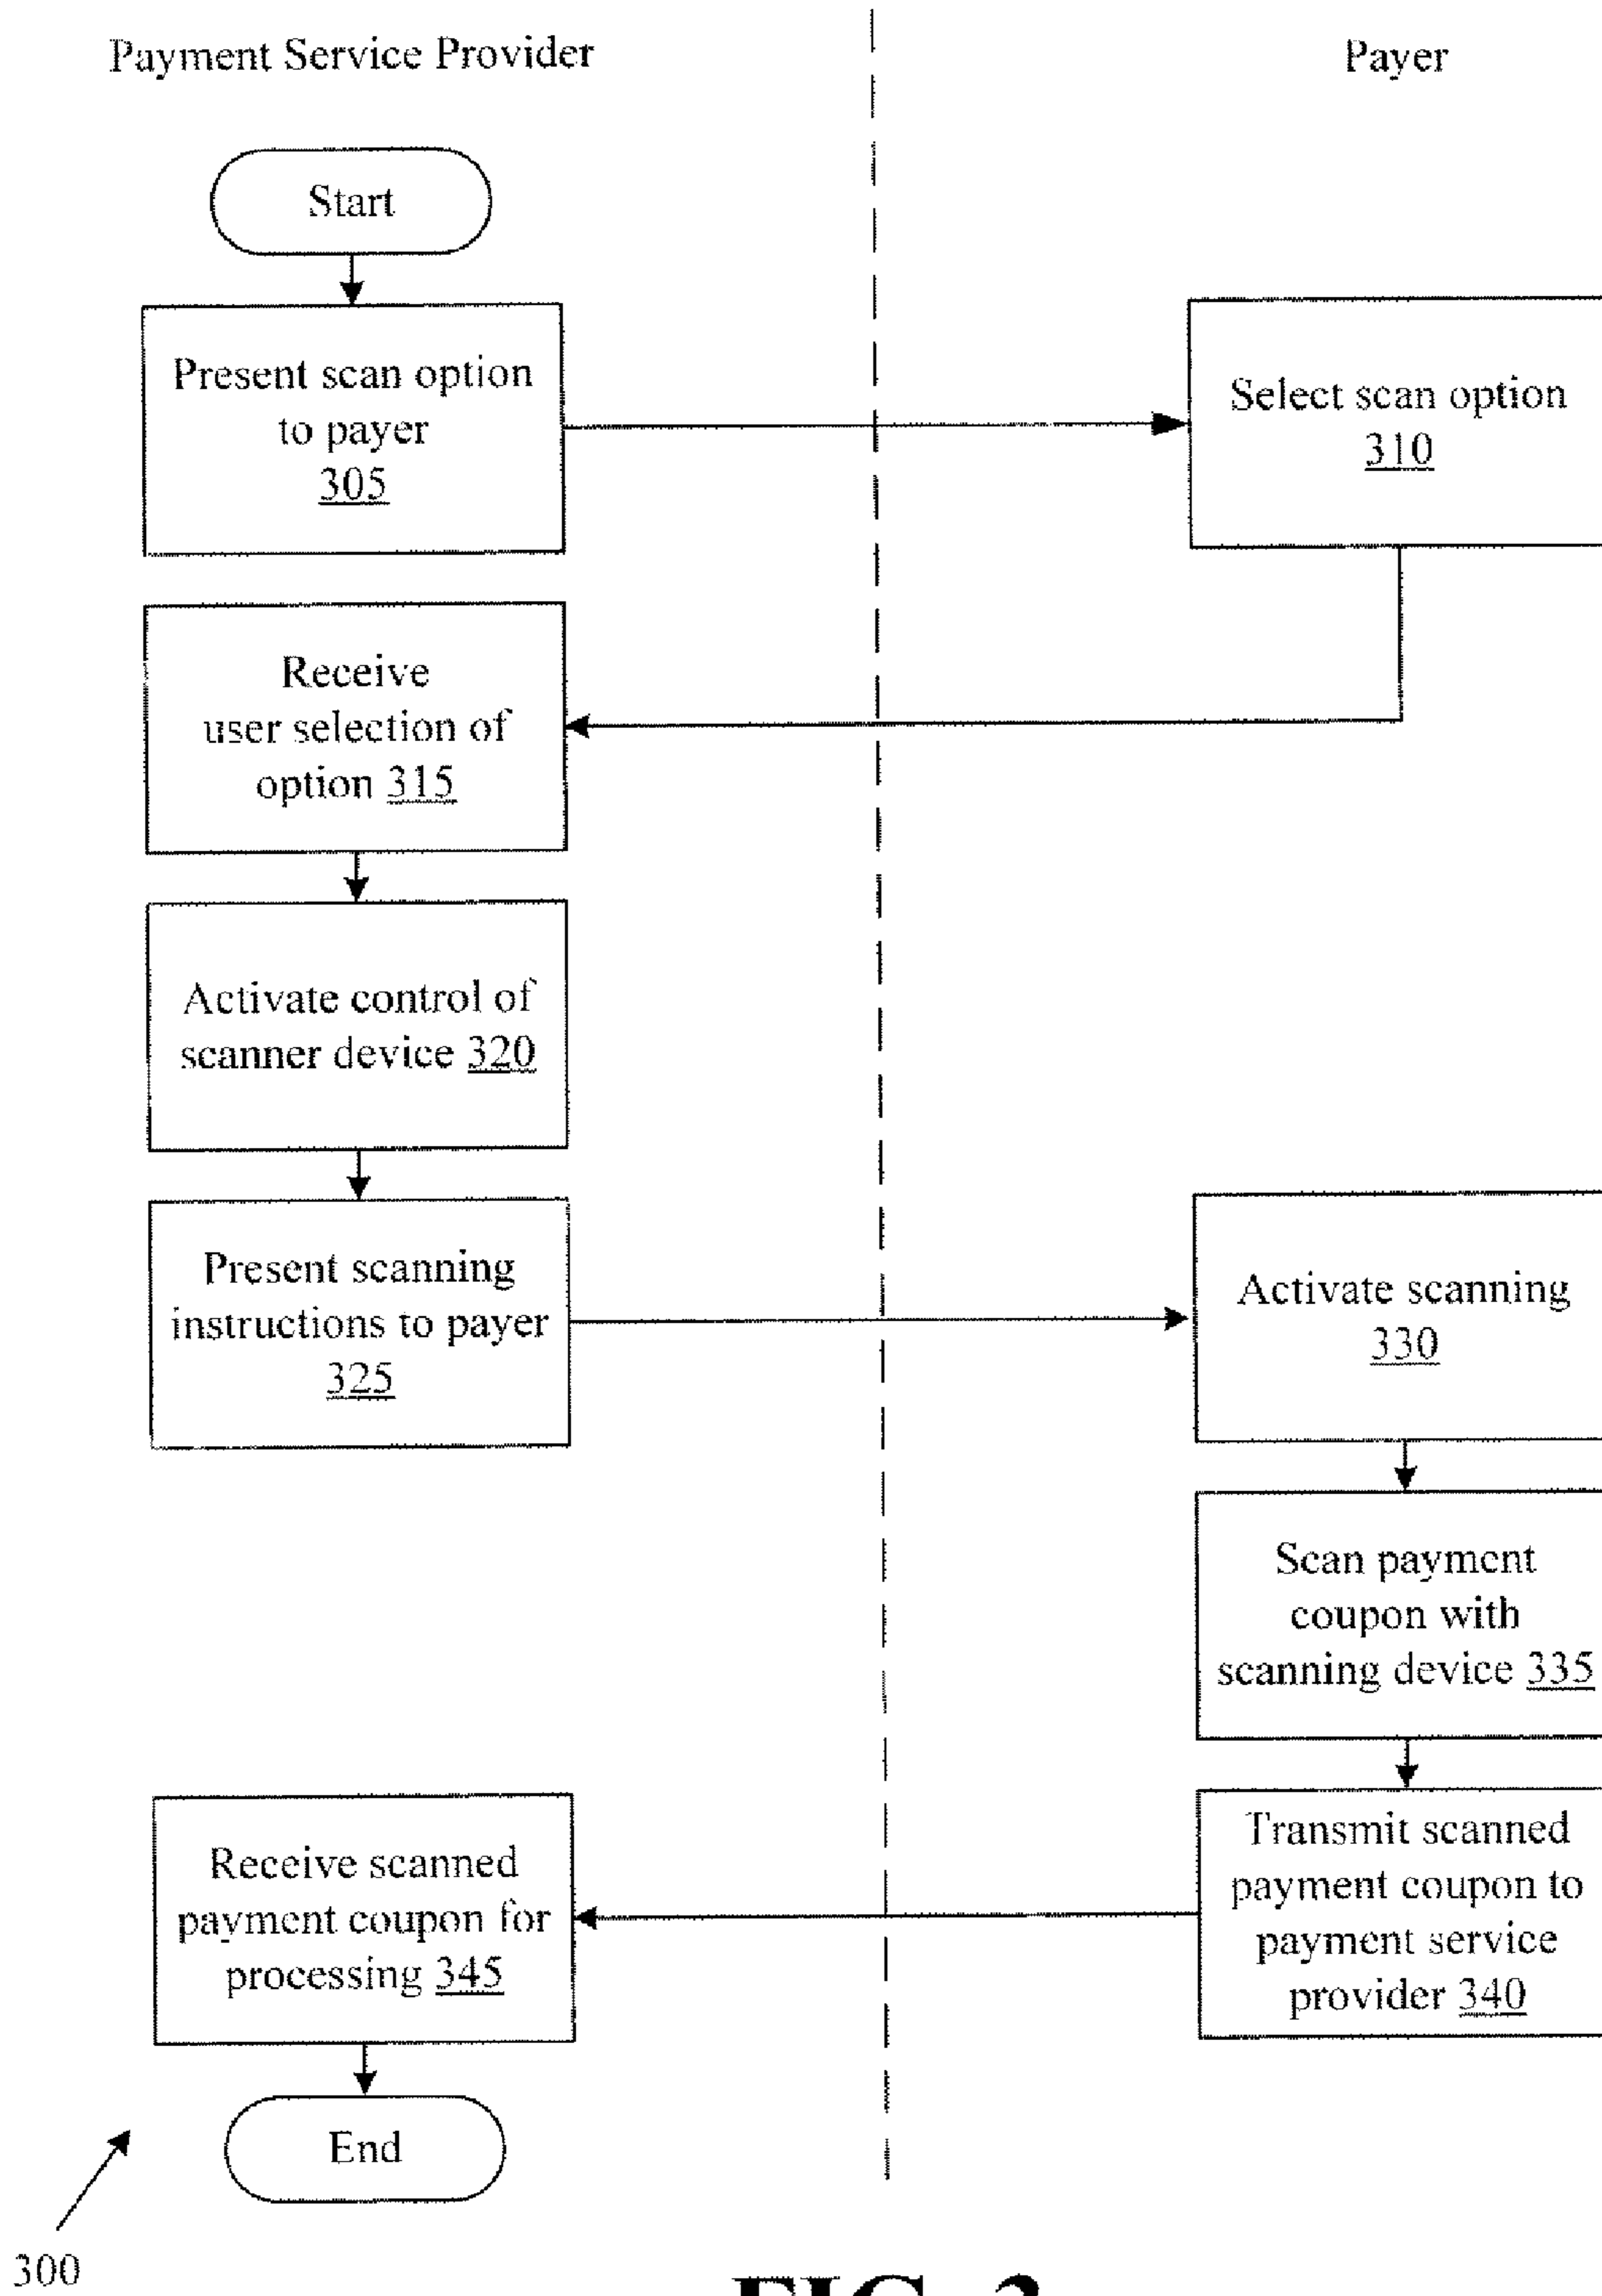 Payment Service Provider
Payer
Start
Present scan option
to payer
305
Select scan option
310
Receive
user selection of
option 315
Activate control of
scanner device 320
Present scanning
instructions to payer
325
Activate scanning
330
Scan payment
coupon with
scanning device 335
Transmit scanned
payment coupon to
payment service
provider 340
Receive scanned
payment coupon for
processing 345
End
300
FIG. 3